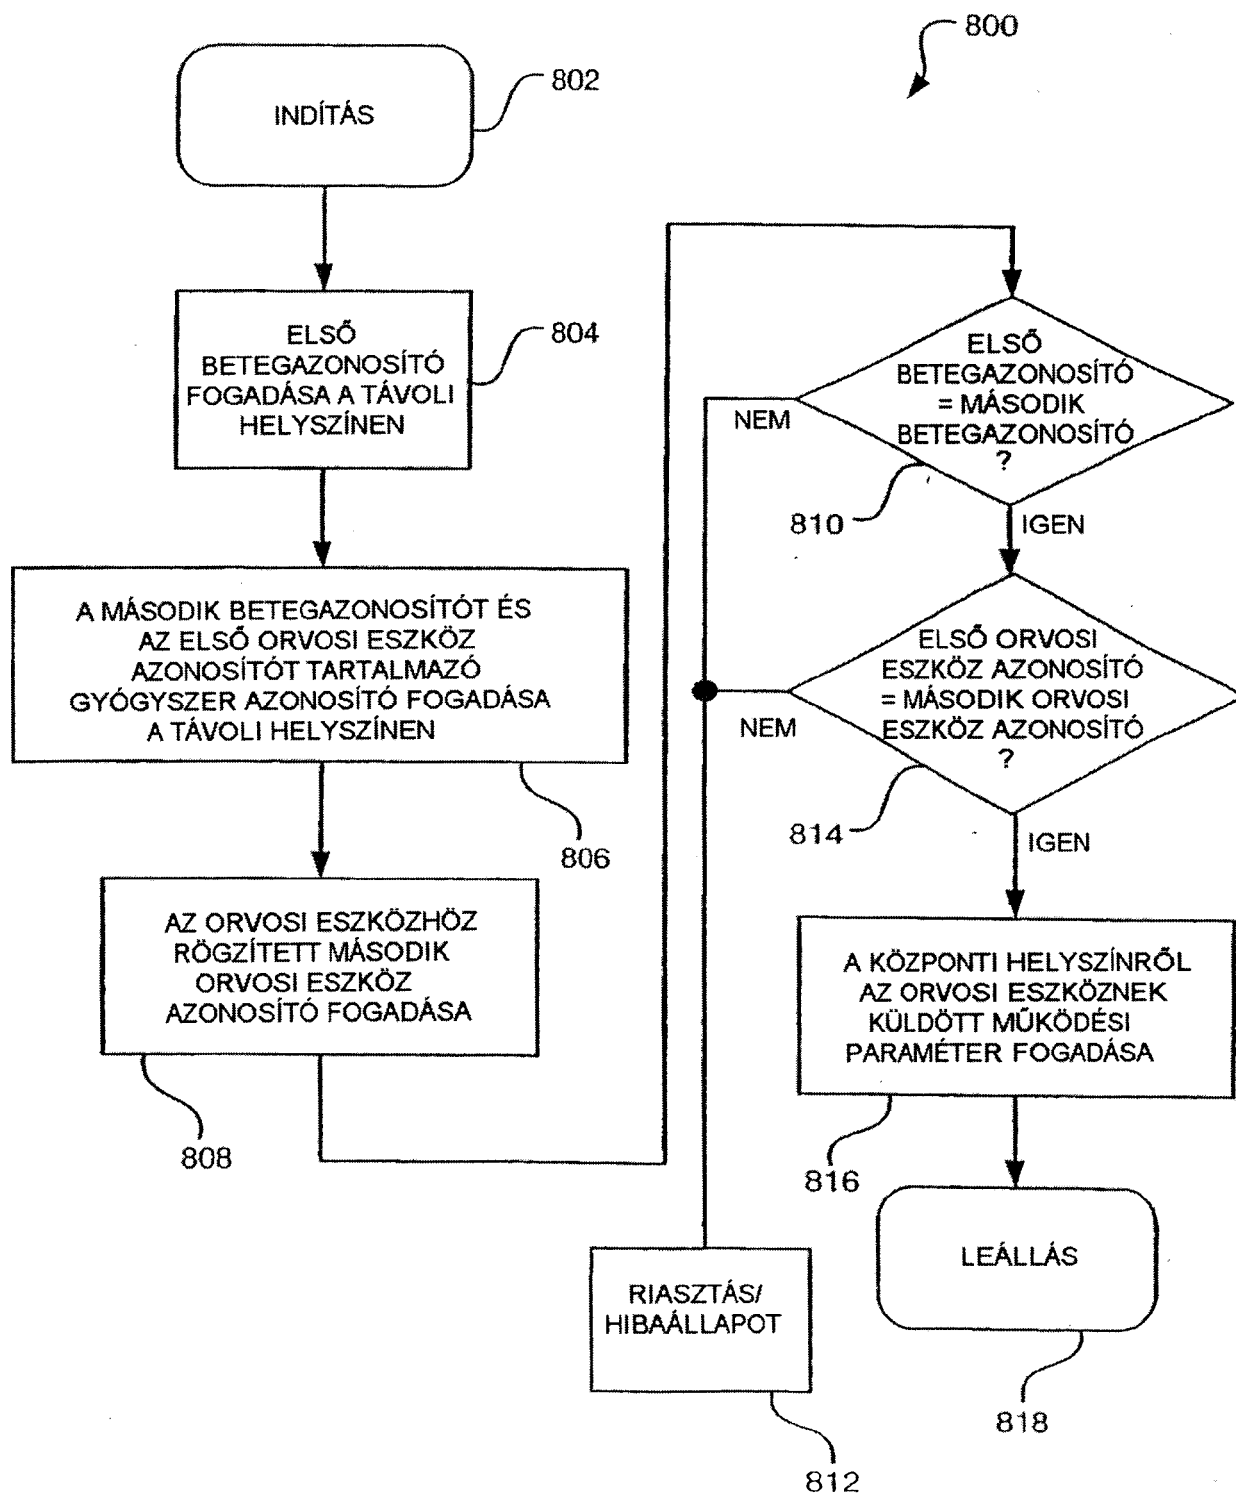 800
INDÍTÁS
802
ELSŐ
BETEGAZONOSÍTÓ
FOGADÁSA A TÁVOLI
HELYSZÍNEN
804
A MÁSODIK BETEGAZONOSÍTÓT ÉS
AZ ELSŐ ORVOSI ESZKÖZ
AZONOSÍTÓT TARTALMAZÓ
GYÓGYSZER AZONOSÍTÓ FOGADÁSA
A TÁVOLI HELYSZÍNEN
806
AZ ORVOSI ESZKÖZHÖZ
RÖGZÍTETT MÁSODIK
ORVOSI ESZKÖZ
AZONOSÍTÓ FOGADÁSA
808
ELSŐ
BETEGAZONOSÍTÓ
= MÁSODIK
BETEGAZONOSÍTÓ
?
NEM
810
IGEN
ELSŐ ORVOSI
ESZKÖZ AZONOSÍTÓ
= MÁSODIK ORVOSI
ESZKÖZ AZONOSÍTÓ
?
NEM
814
IGEN
A KÖZPONTI HELYSZÍNRŐL
AZ ORVOSI ESZKÖZNEK
KÜLDÖTT MŰKÖDÉSI
PARAMÉTER FOGADÁSA
816
LEÁLLÁS
818
RIASZTÁS/
HIBAÁLLAPOT
812